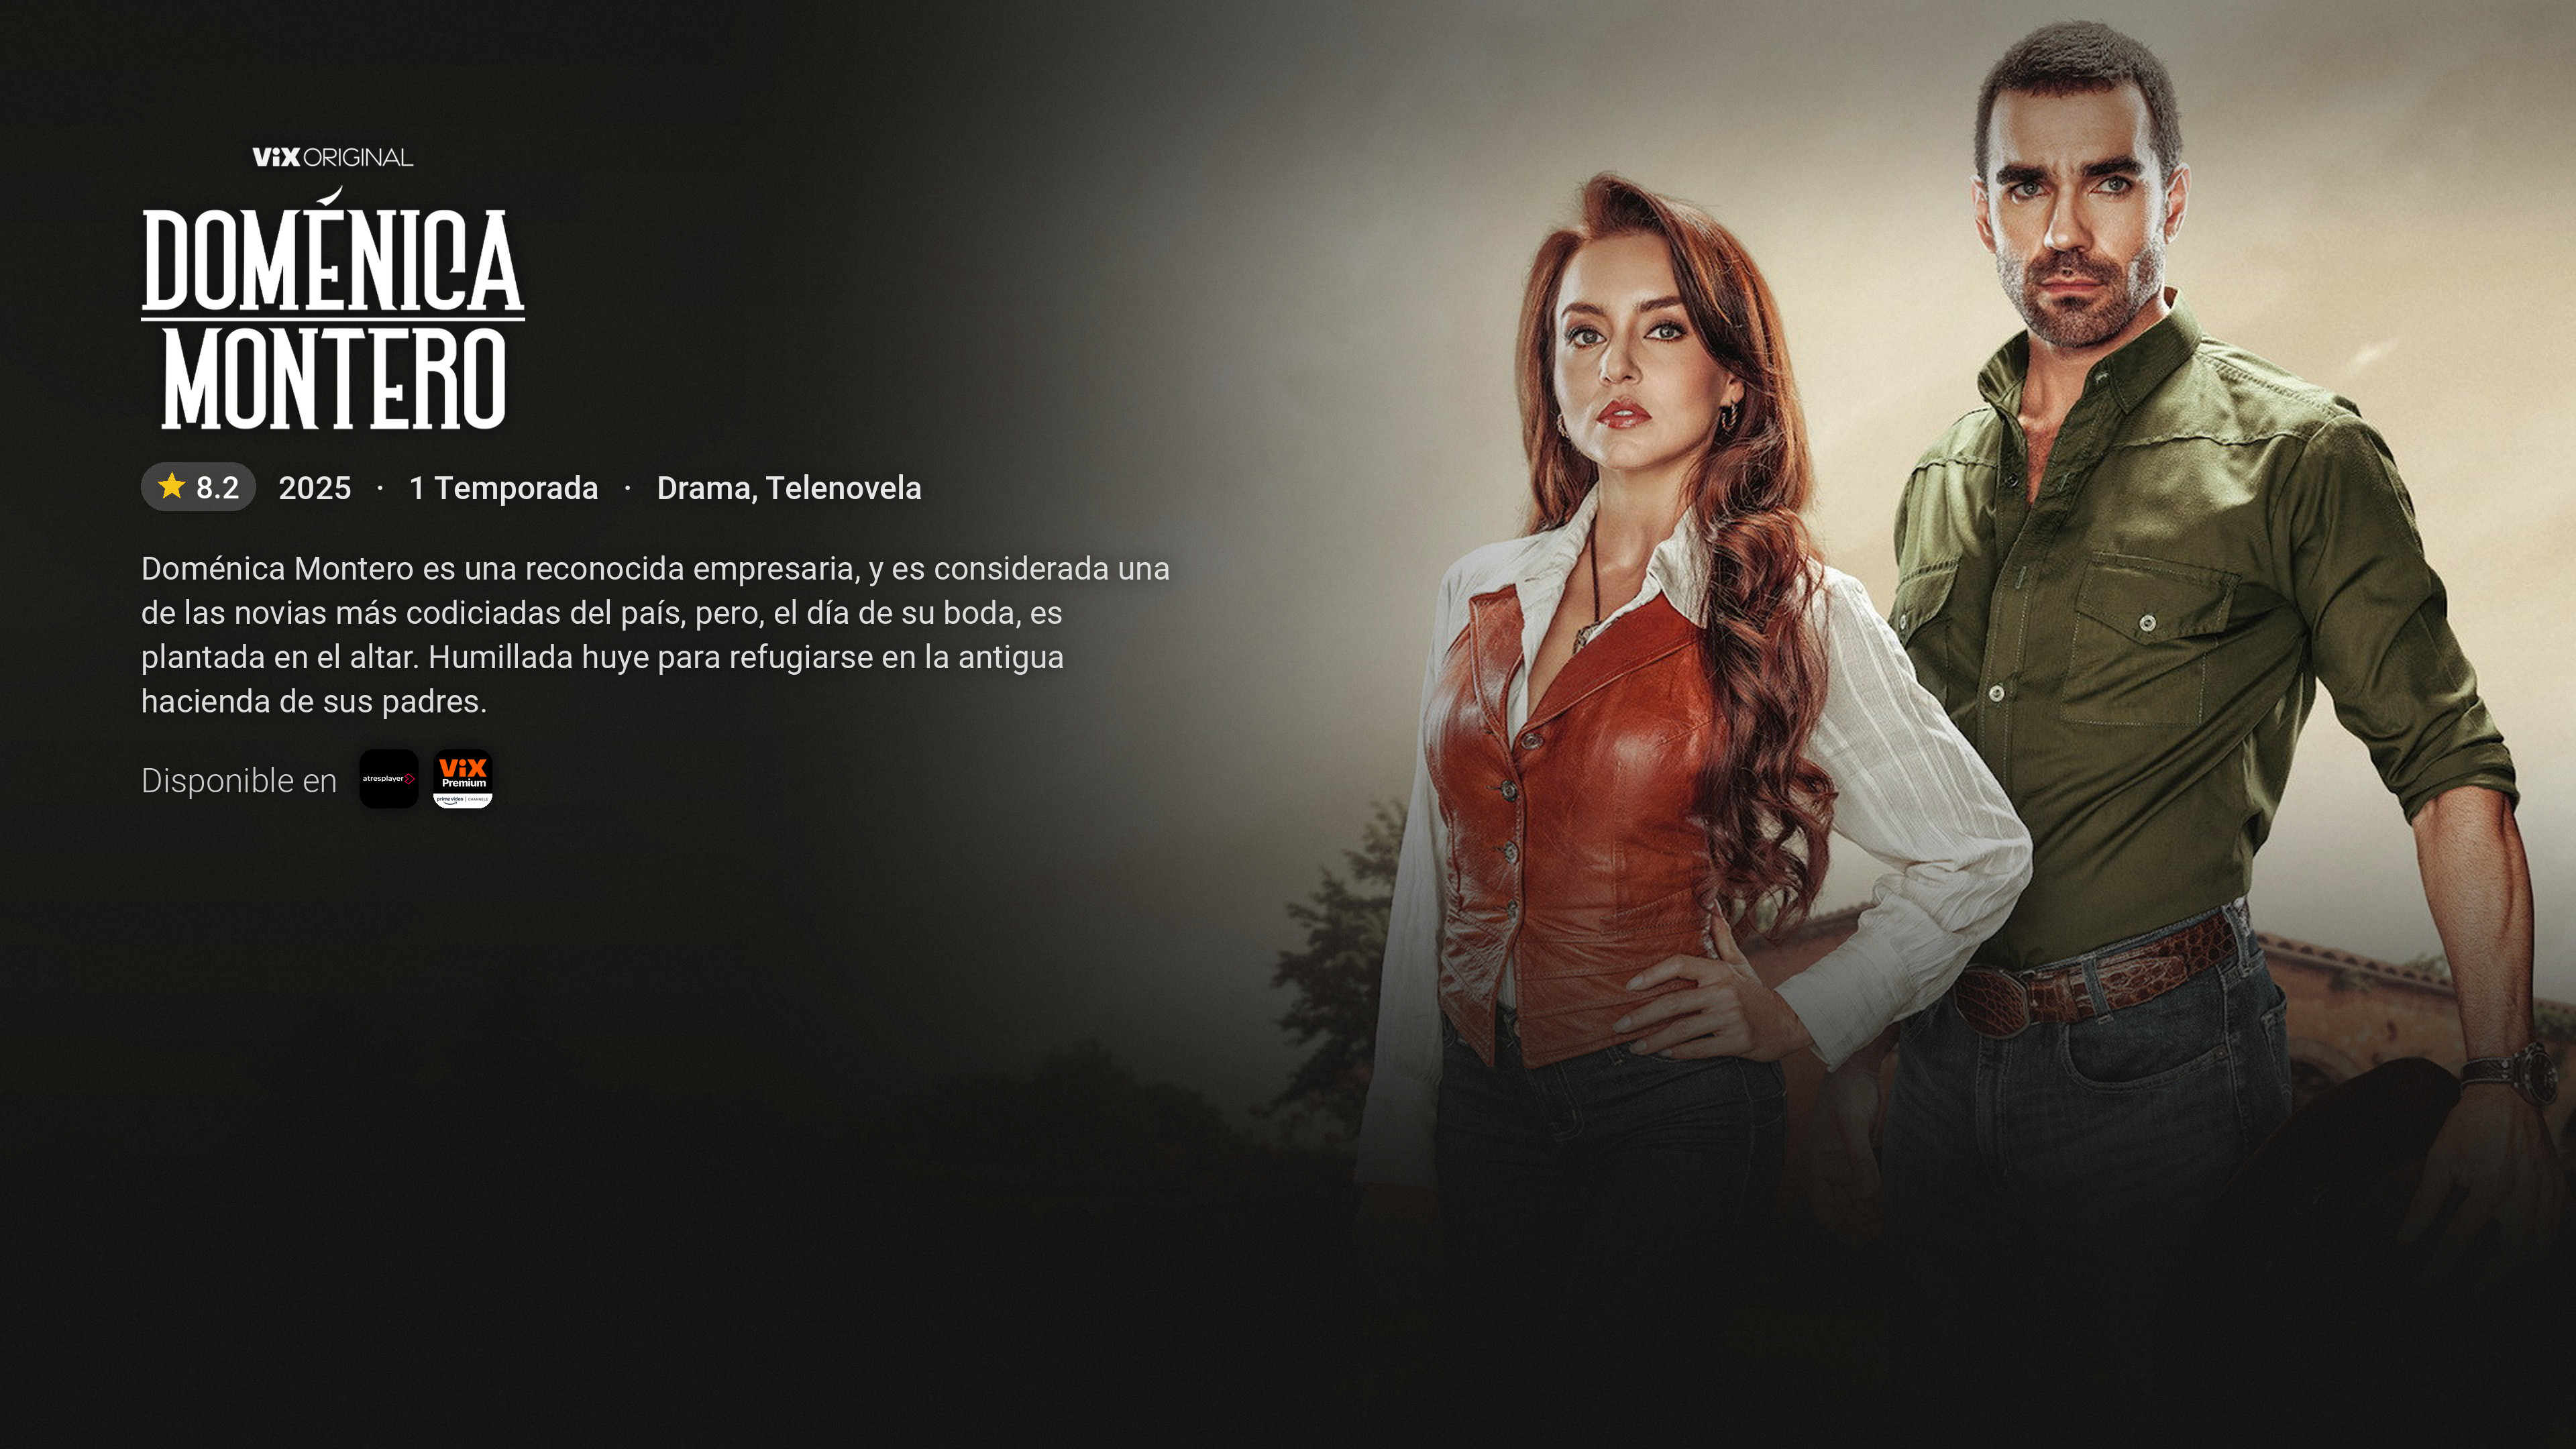 ViX ORIGINAL
DOMÉNICA
MONTERO
8.2 2025 · 1 Temporada · Drama, Telenovela
Doménica Montero es una reconocida empresaria, y es considerada una
de las novias más codiciadas del país, pero, el día de su boda, es
plantada en el altar. Humillada huye para refugiarse en la antigua
hacienda de sus padres.
Disponible en atresplayer ViX
Premium
prime video | CHANNELS